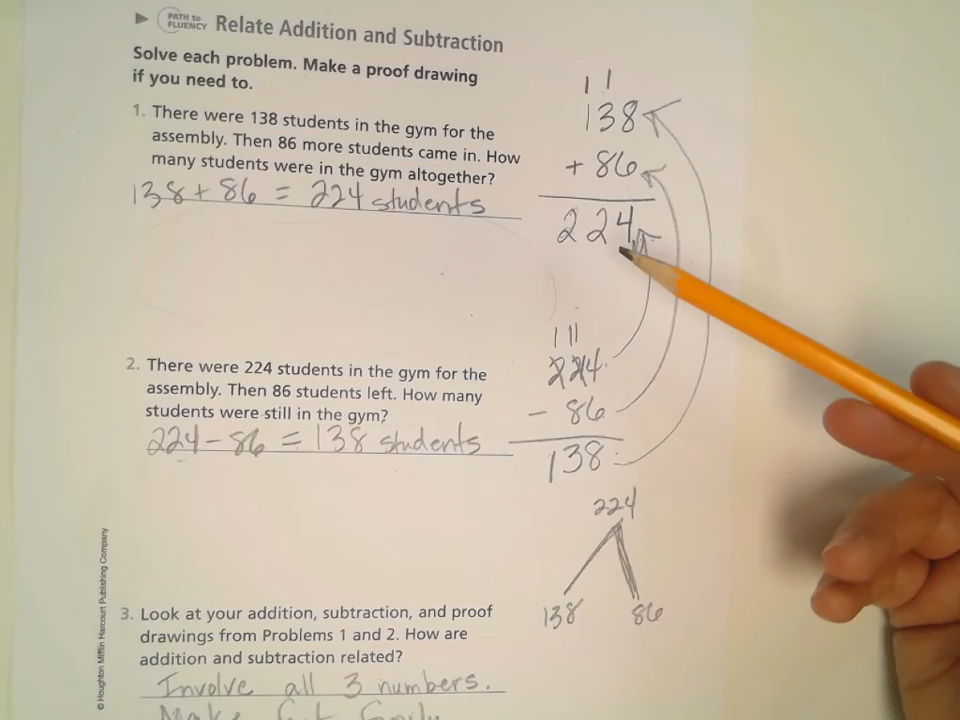 PATH to
FLUENCY
Relate Addition and Subtraction
Solve each problem. Make a proof drawing
if you need to.
1. There were 138 students in the gym for the
assembly. Then 86 more students came in. How
many students were in the gym altogether?
138 + 86 = 224 students
1 1
138
+ 86
224
2. There were 224 students in the gym for the
assembly. Then 86 students left. How many
students were still in the gym?
224 - 86 = 138 students
1 11
224
- 86
138
224
138 86
3. Look at your addition, subtraction, and proof
drawings from Problems 1 and 2. How are
addition and subtraction related?
Involve all 3 numbers.
Make
© Houghton Mifflin Harcourt Publishing Company